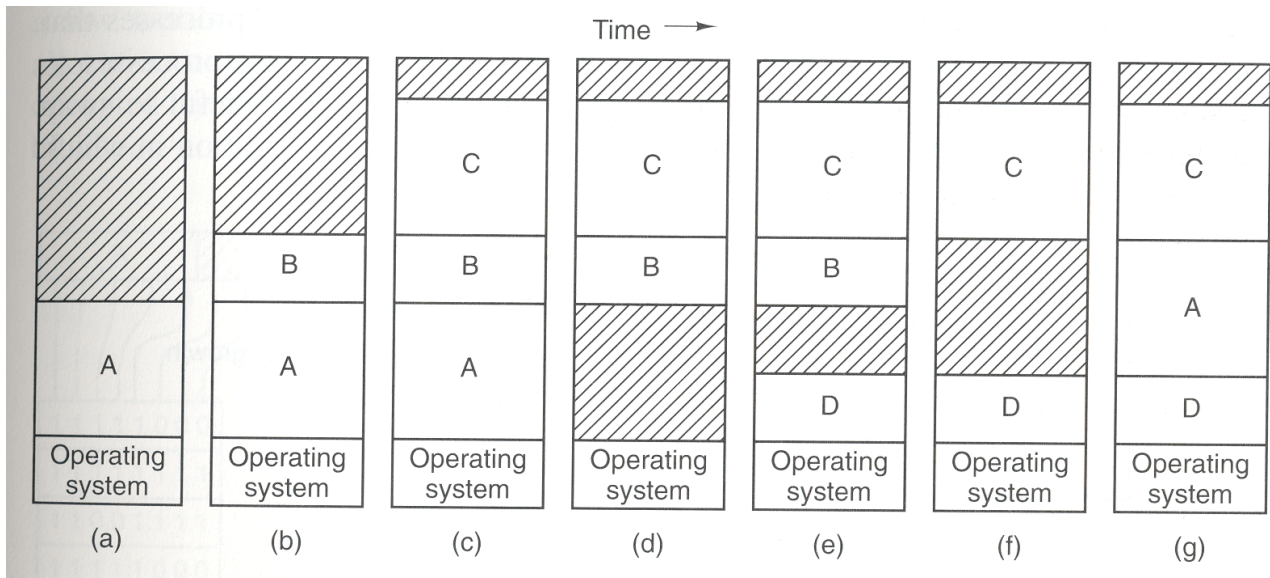 Time
C
C
C
C
C
B
B
B
B
A
A
A
A
D
D
D
Operating
system
Operating
system
Operating
system
Operating
system
Operating
system
Operating
system
Operating
system
(a)
(b)
(c)
(d)
(e)
(f)
(g)